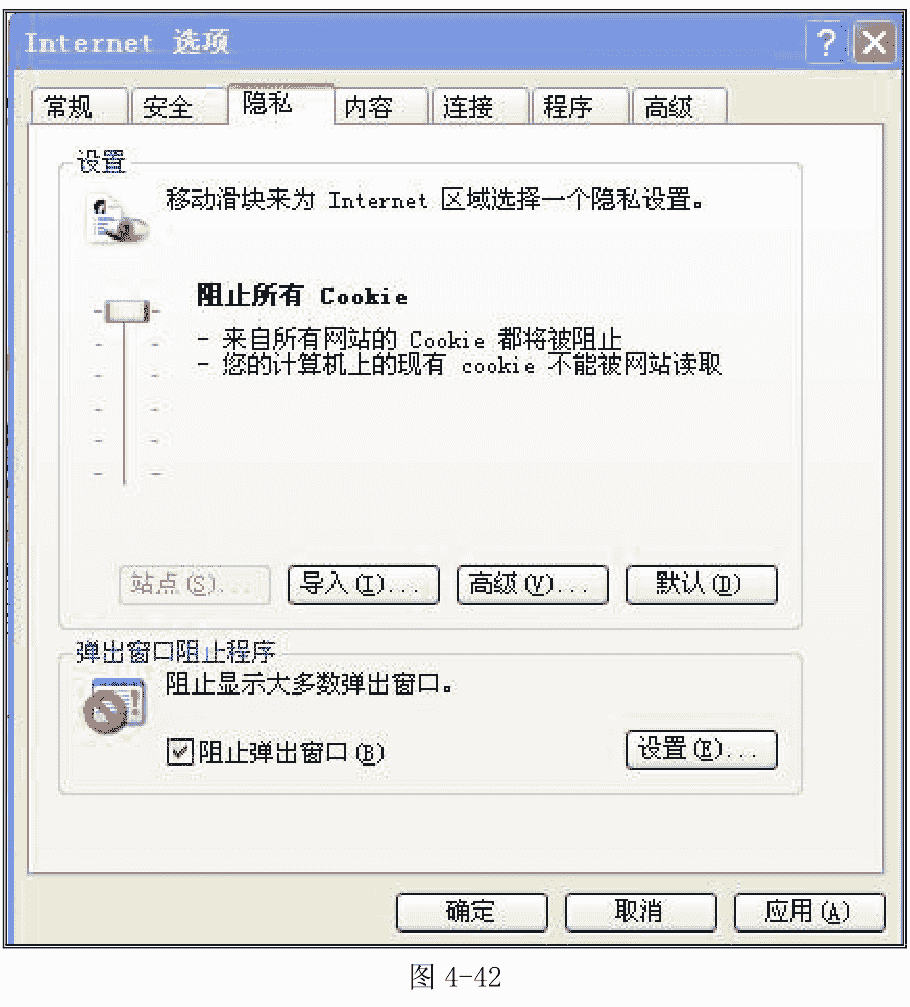 Internet 选项
常规 安全 隐私 内容 连接 程序 高级
设置
移动滑块来为 Internet 区域选择一个隐私设置。
阻止所有 Cookie
- 来自所有网站的 Cookie 都将被阻止
- 您的计算机上的现有 cookie 不能被网站读取
站点(S)... 导入(I)... 高级(V)... 默认(D)
弹出窗口阻止程序
阻止显示大多数弹出窗口。
阻止弹出窗口(B) 设置(E)...
确定 取消 应用(A)
图 4-42